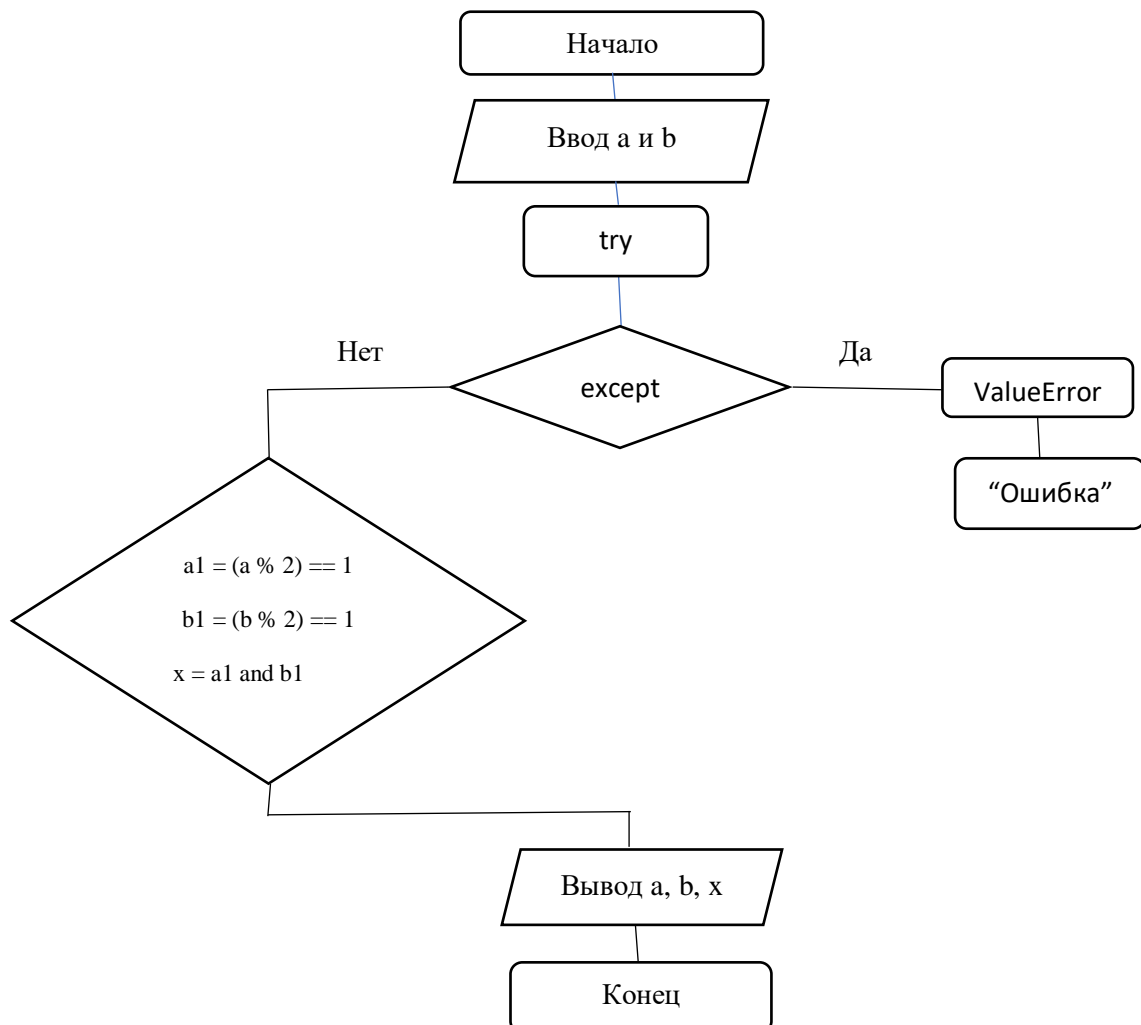 Начало
Ввод a и b
try
Нет
Да
except
ValueError
“Ошибка”
a1 = (a % 2) == 1
b1 = (b % 2) == 1
x = a1 and b1
Вывод a, b, x
Конец